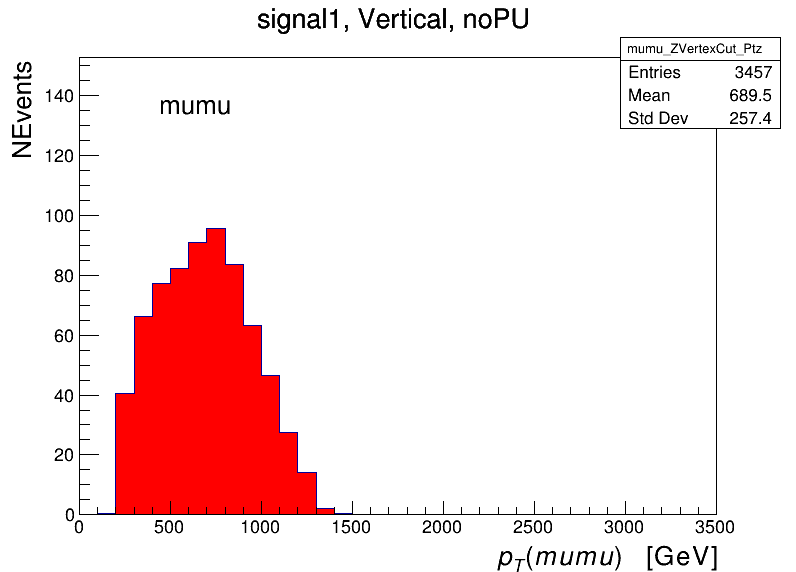 signal1, Vertical, noPU
mumu_ZVertexCut_Ptz
Entries 3457
Mean 689.5
Std Dev 257.4
NEvents
mumu
140
120
100
80
60
40
20
0
0 500 1000 1500 2000 2500 3000 3500
p_T(mumu) [GeV]